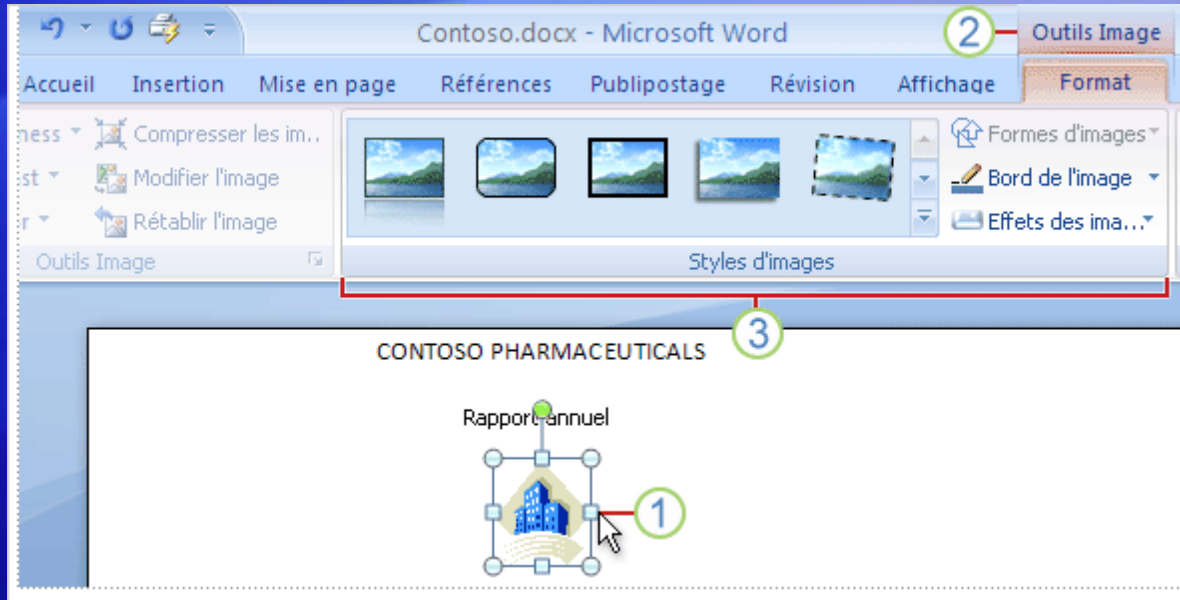 Contoso.docx - Microsoft Word 2 Outils Image
Accueil Insertion Mise en page Références Publipostage Révision Affichage Format
ness Compresser les im.. Formes d'images
st Modifier l'image Bord de l'image
r Rétablir l'image Effets des ima...
Outils Image Styles d'images
3
CONTOSO PHARMACEUTICALS
Rapport annuel
1